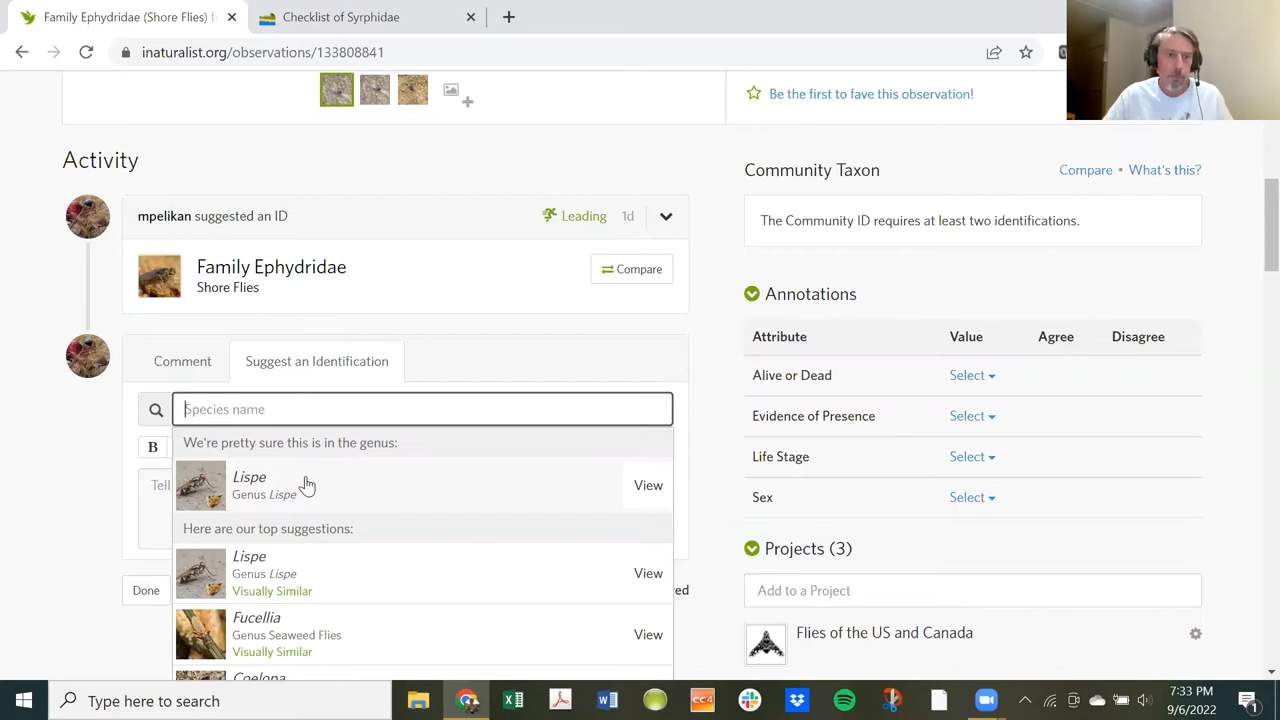 Family Ephydridae (Shore Flies) fi
Checklist of Syrphidae
inaturalist.org/observations/133808841
Be the first to fave this observation!
Activity
mpelikan suggested an ID
Leading
1d
Family Ephydridae
Shore Flies
Compare
Comment
Suggest an Identification
Species name
B
We're pretty sure this is in the genus:
Tell
Lispe
Genus Lispe
View
Here are our top suggestions:
Lispe
Genus Lispe
Visually Similar
View
Fucellia
Genus Seaweed Flies
Visually Similar
View
Coelopa
Done
ed
Community Taxon
Compare • What's this?
The Community ID requires at least two identifications.
Annotations
Attribute Value Agree Disagree
Alive or Dead Select
Evidence of Presence Select
Life Stage Select
Sex Select
Projects (3)
Add to a Project
Flies of the US and Canada
Type here to search
CC4
7:33 PM
9/6/2022
1